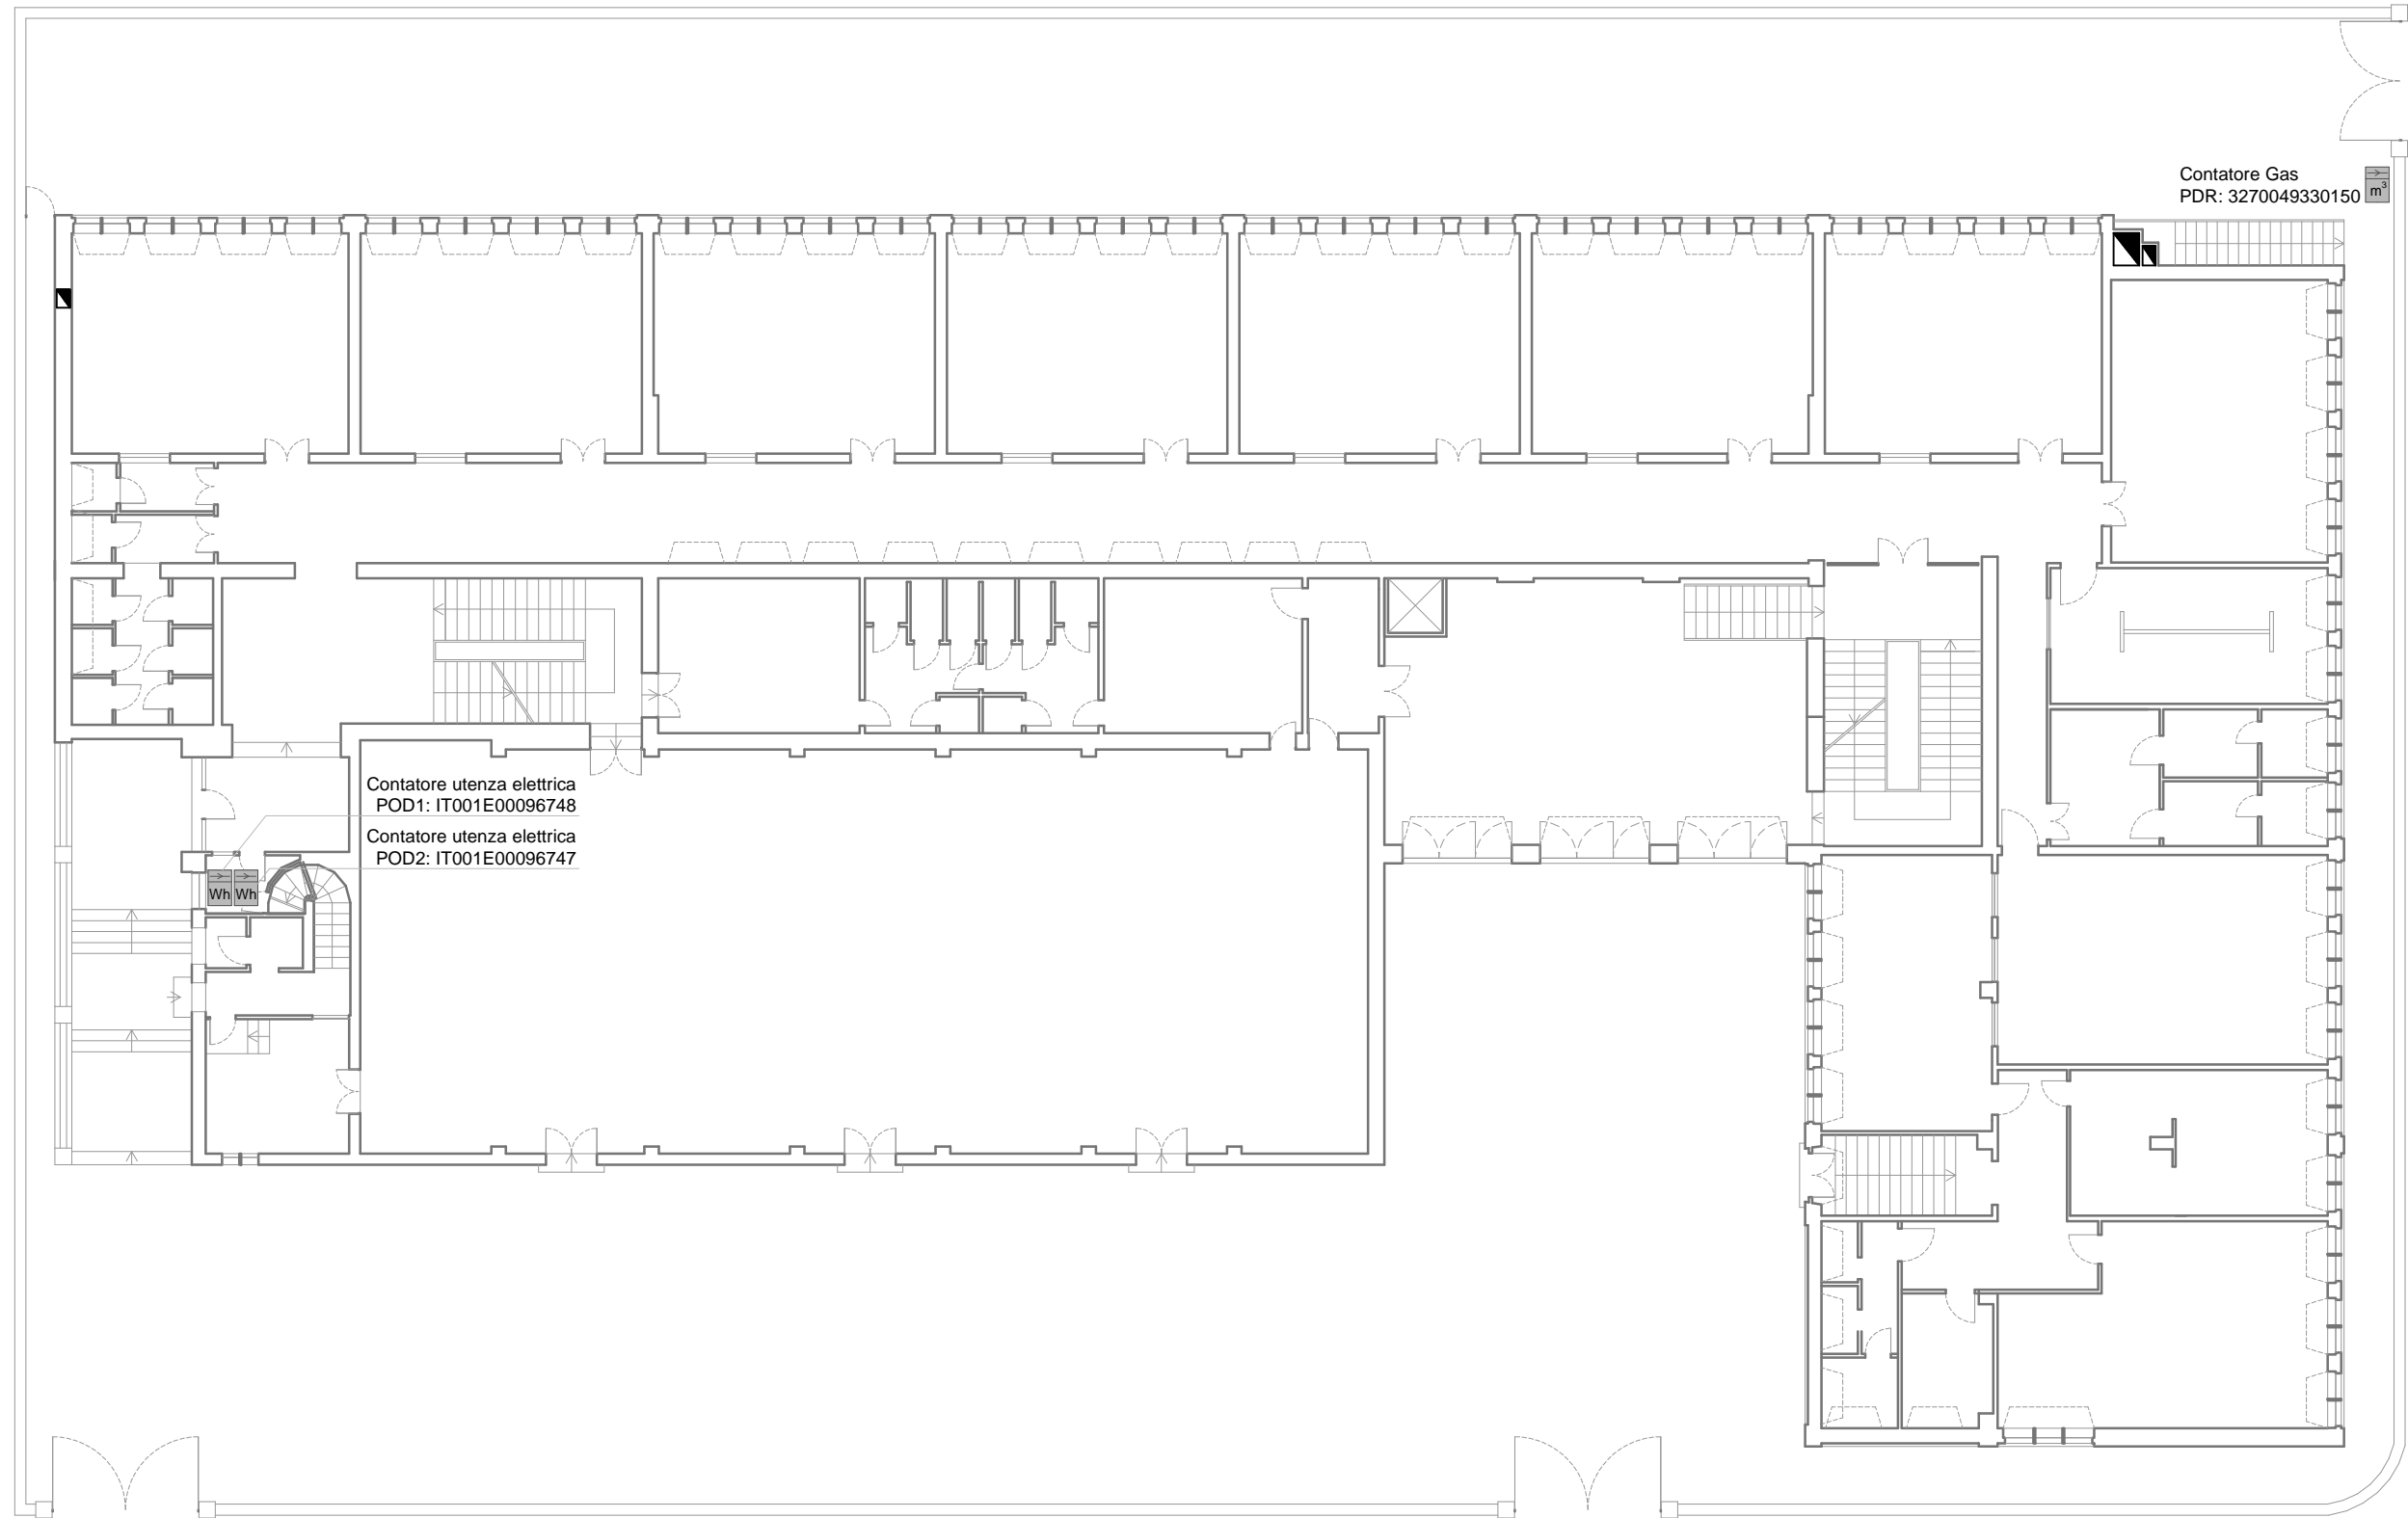 Contatore Gas
PDR: 3270049330150
m³
Contatore utenza elettrica
POD1: IT001E00096748
Contatore utenza elettrica
POD2: IT001E00096747
Wh Wh